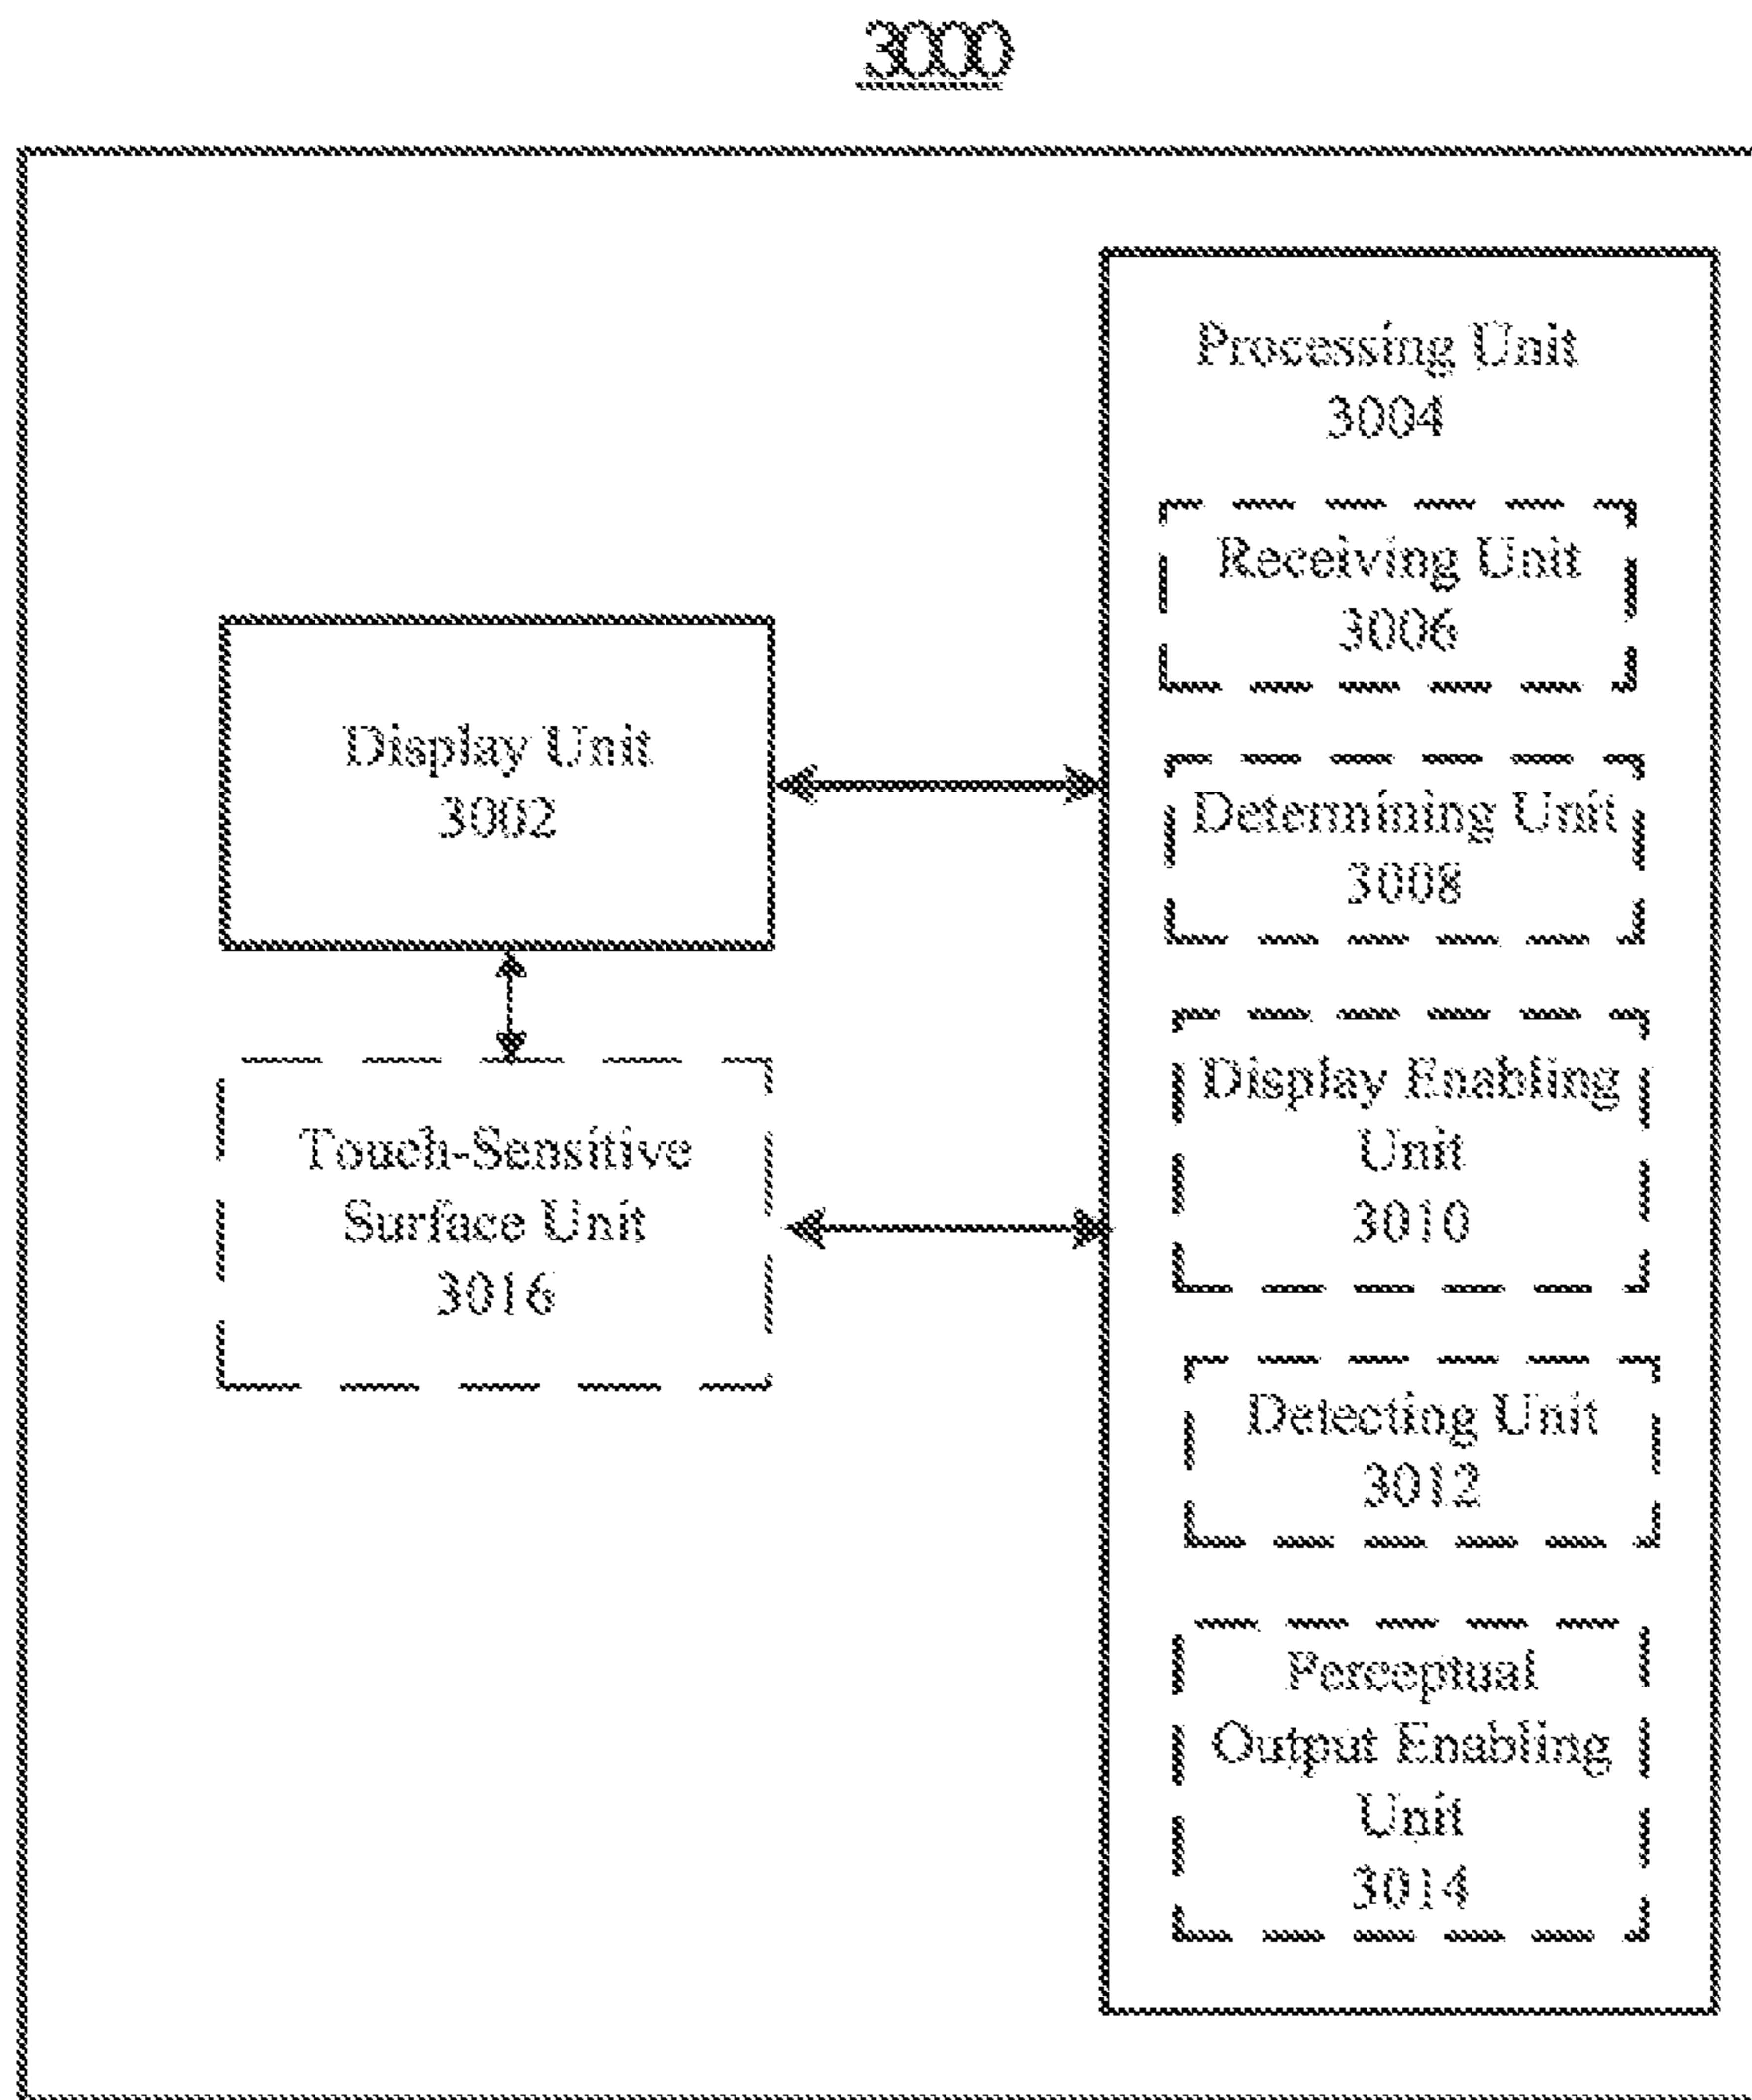 3000
Processing Unit
3004
Receiving Unit
3006
Display Unit
3002
Determining Unit
3008
Display Enabling
Unit
3010
Touch-Sensitive
Surface Unit
3016
Detecting Unit
3012
Perceptual
Output Enabling
Unit
3014